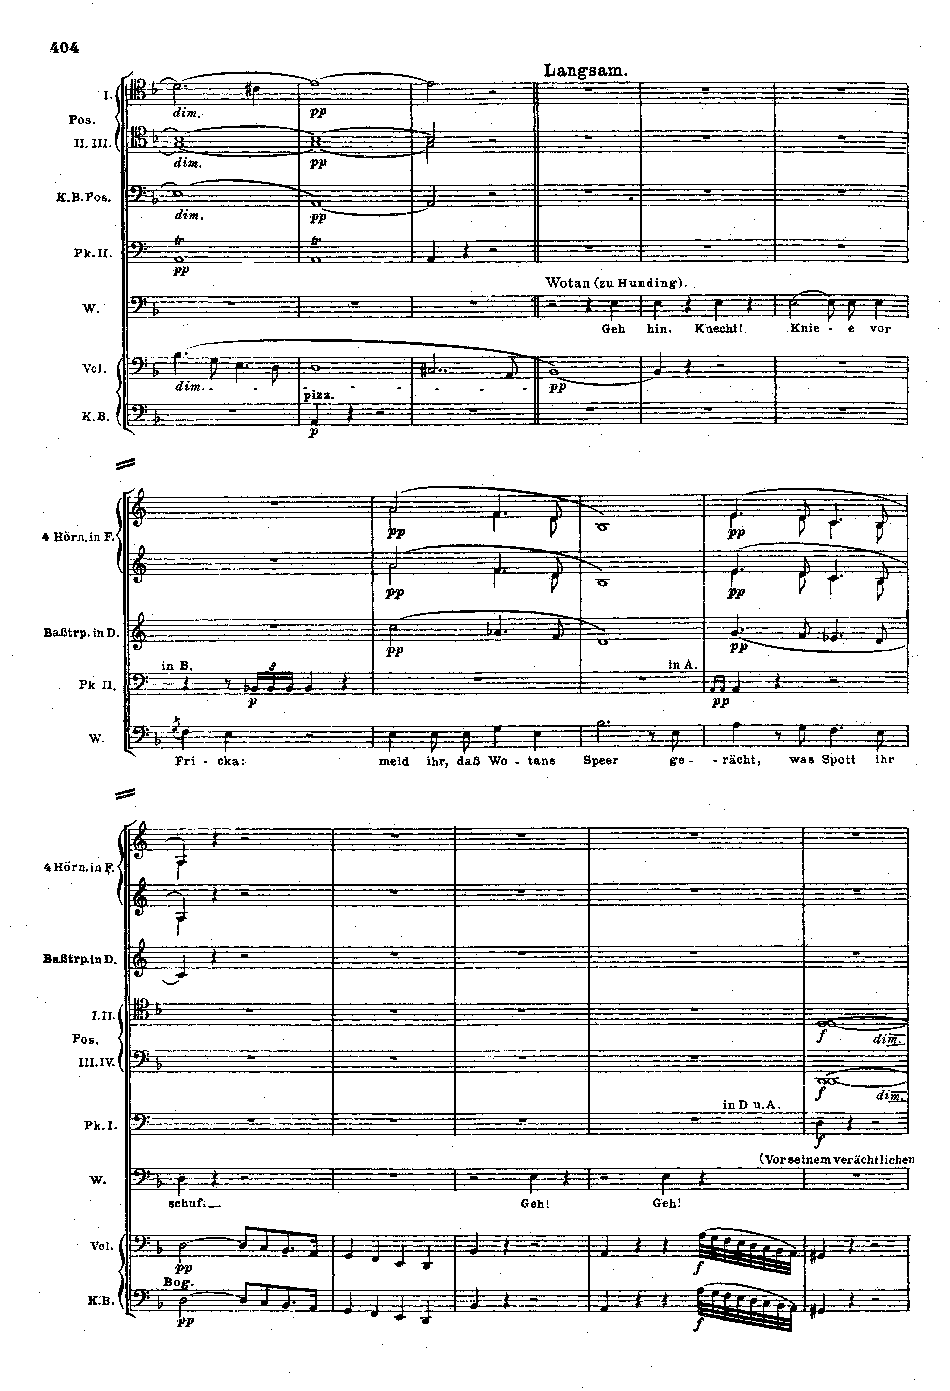 404
Langsam.
I.
Pos.
dim. pp
II. III.
dim. pp
K.B.Pos.
dim. pp
Pk.II.
tr tr
pp
Wotan (zu Hunding).
W.
Geh hin, Knecht! Knie - e vor
Vcl.
dim. - - - - - - - pp
pizz.
K.B.
p
4 Hörn. in F.
pp pp
pp pp
Baßtrp. in D.
pp pp
in B. 3 in A.
Pk II.
p pp
W.
Fri - cka: meld ihr, daß Wo - tans Speer ge - - rächt, was Spott ihr
4 Hörn. in F.
Baßtrp. in D.
I.II.
Pos.
f dim.
III.IV.
f dim.
in D u. A.
Pk. I.
f
(Vor seinem verächtlichen
W.
schuf. Geh! Geh!
Vcl.
pp f
Bog.
K.B.
pp f